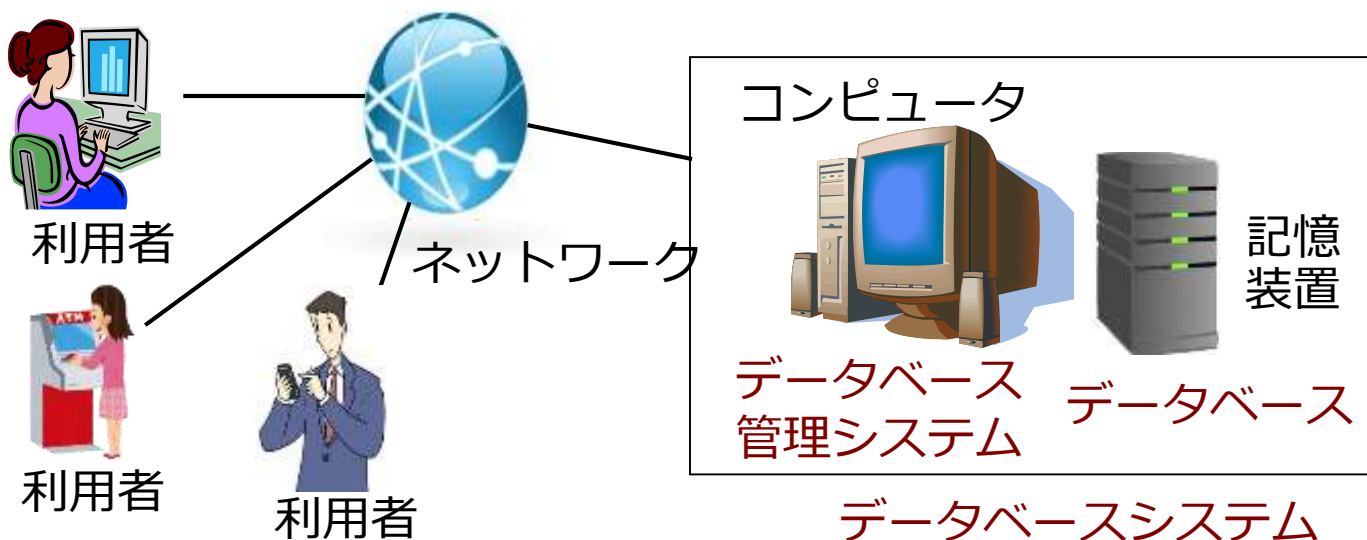 コンピュータ
利用者
ネットワーク
記憶
装置
ATM
データベース
管理システム
データベース
利用者
利用者
データベースシステム